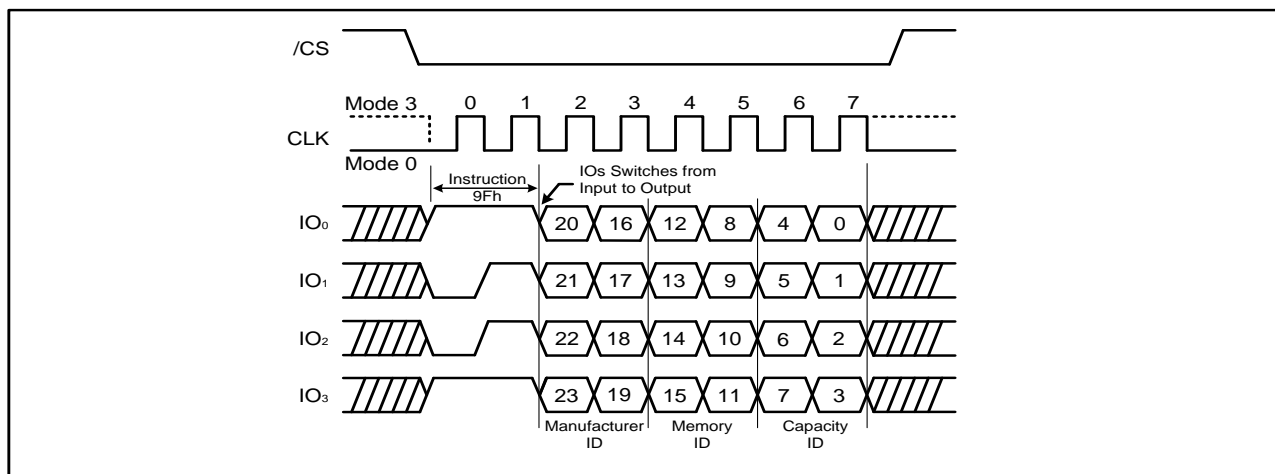 /CS
Mode 3
0 1 2 3 4 5 6 7
CLK
Mode 0
Instruction
9Fh
IOs Switches from
Input to Output
IO₀ 20 16 12 8 4 0
IO₁ 21 17 13 9 5 1
IO₂ 22 18 14 10 6 2
IO₃ 23 19 15 11 7 3
Manufacturer
ID
Memory
ID
Capacity
ID